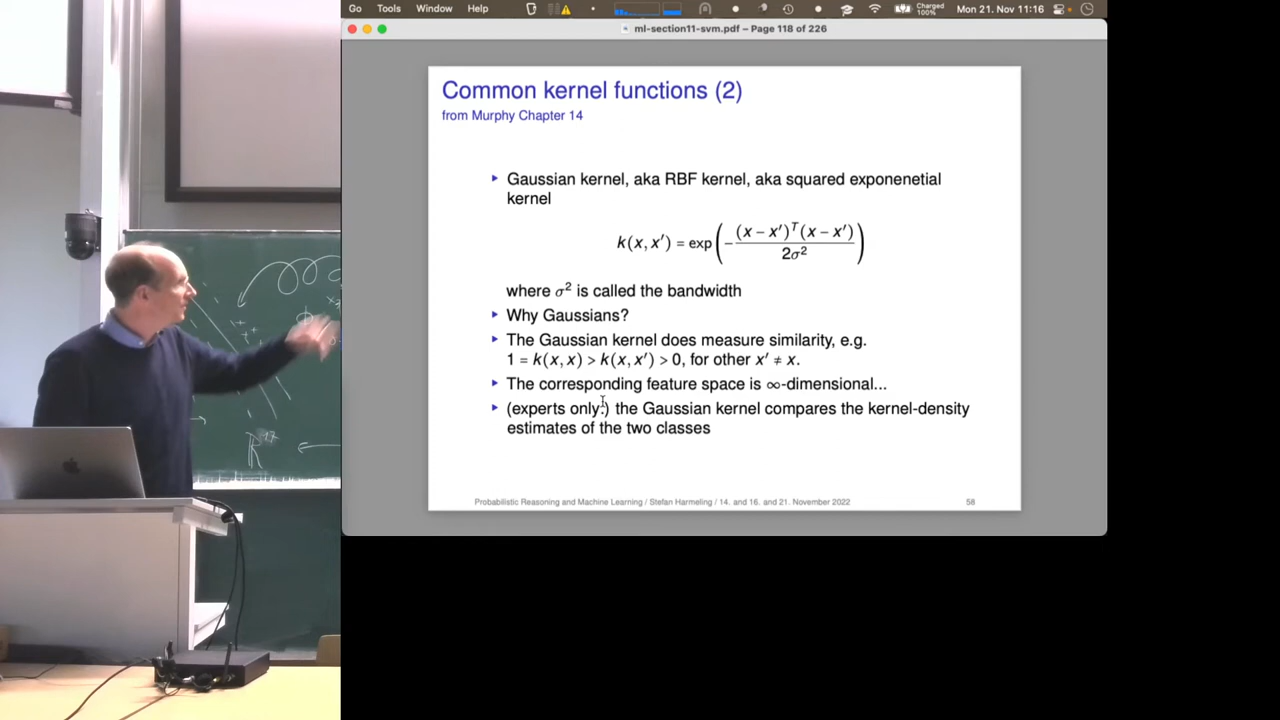 Go Tools Window Help Charged 100% Mon 21. Nov 11:16
ml-section11-svm.pdf – Page 118 of 226
Common kernel functions (2)
from Murphy Chapter 14
Gaussian kernel, aka RBF kernel, aka squared exponenetial
kernel
k(x, x′) = exp(−(x − x′)ᵀ(x − x′) / 2σ²)
where σ² is called the bandwidth
Why Gaussians?
The Gaussian kernel does measure similarity, e.g.
1 = k(x, x) > k(x, x′) > 0, for other x′ ≠ x.
The corresponding feature space is ∞-dimensional...
(experts only!) the Gaussian kernel compares the kernel-density
estimates of the two classes
Probabilistic Reasoning and Machine Learning / Stefan Harmeling / 14. and 16. and 21. November 2022 58